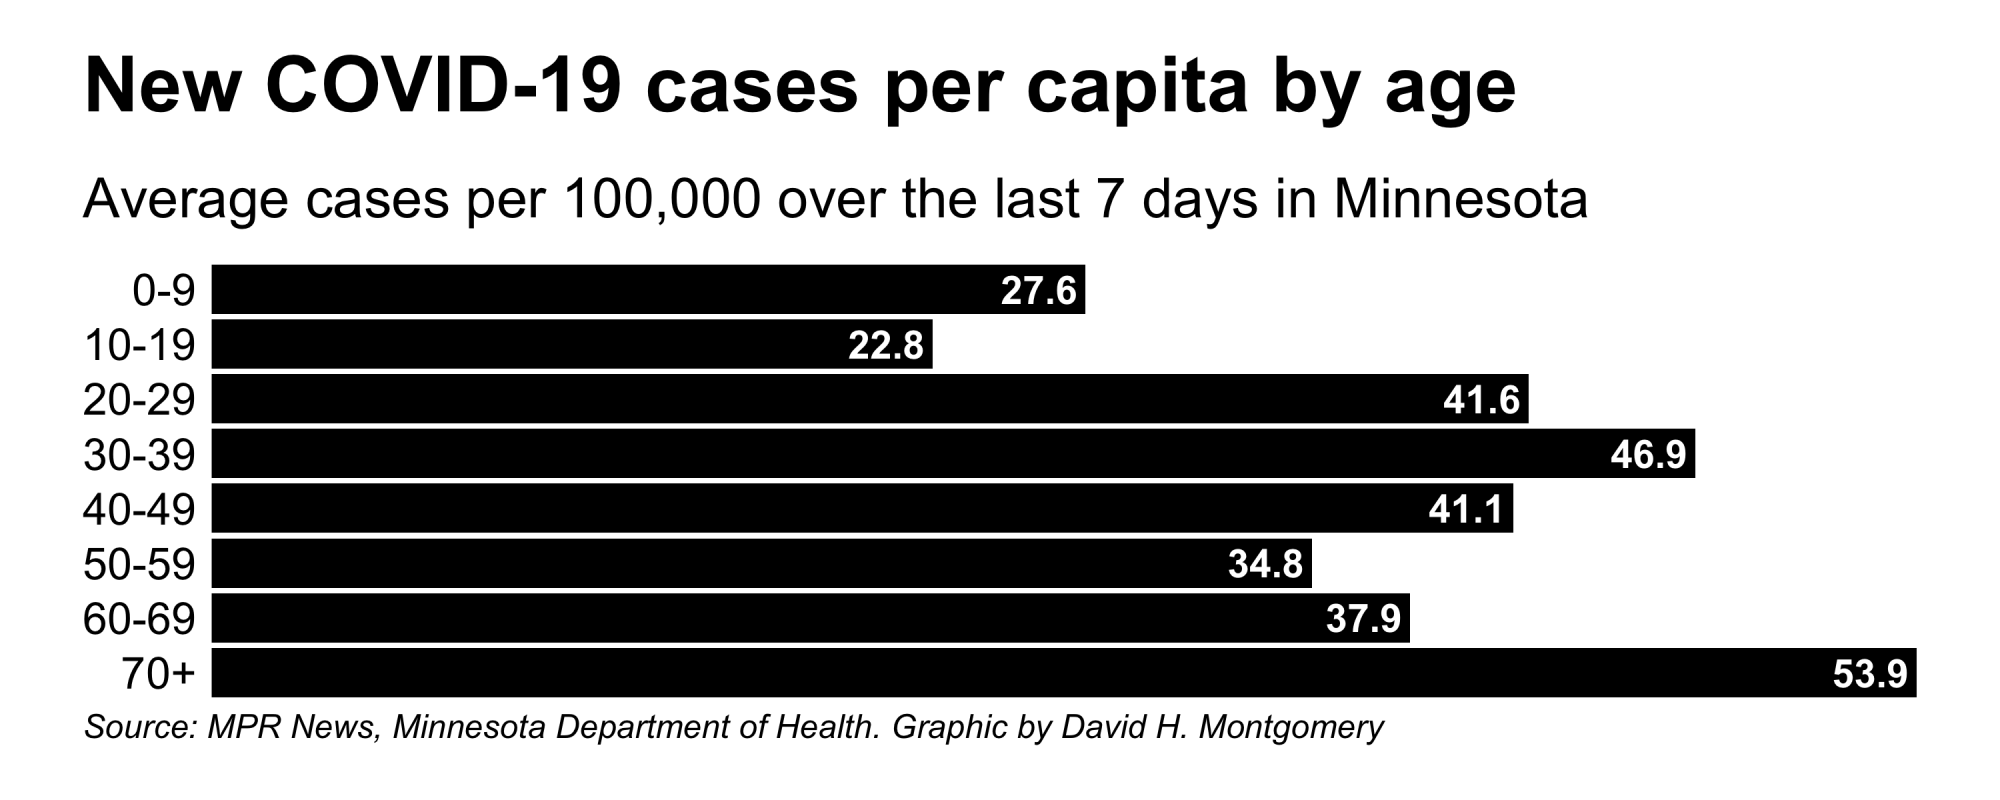 New COVID-19 cases per capita by age
Average cases per 100,000 over the last 7 days in Minnesota
0-9 27.6
10-19 22.8
20-29 41.6
30-39 46.9
40-49 41.1
50-59 34.8
60-69 37.9
70+ 53.9
Source: MPR News, Minnesota Department of Health. Graphic by David H. Montgomery